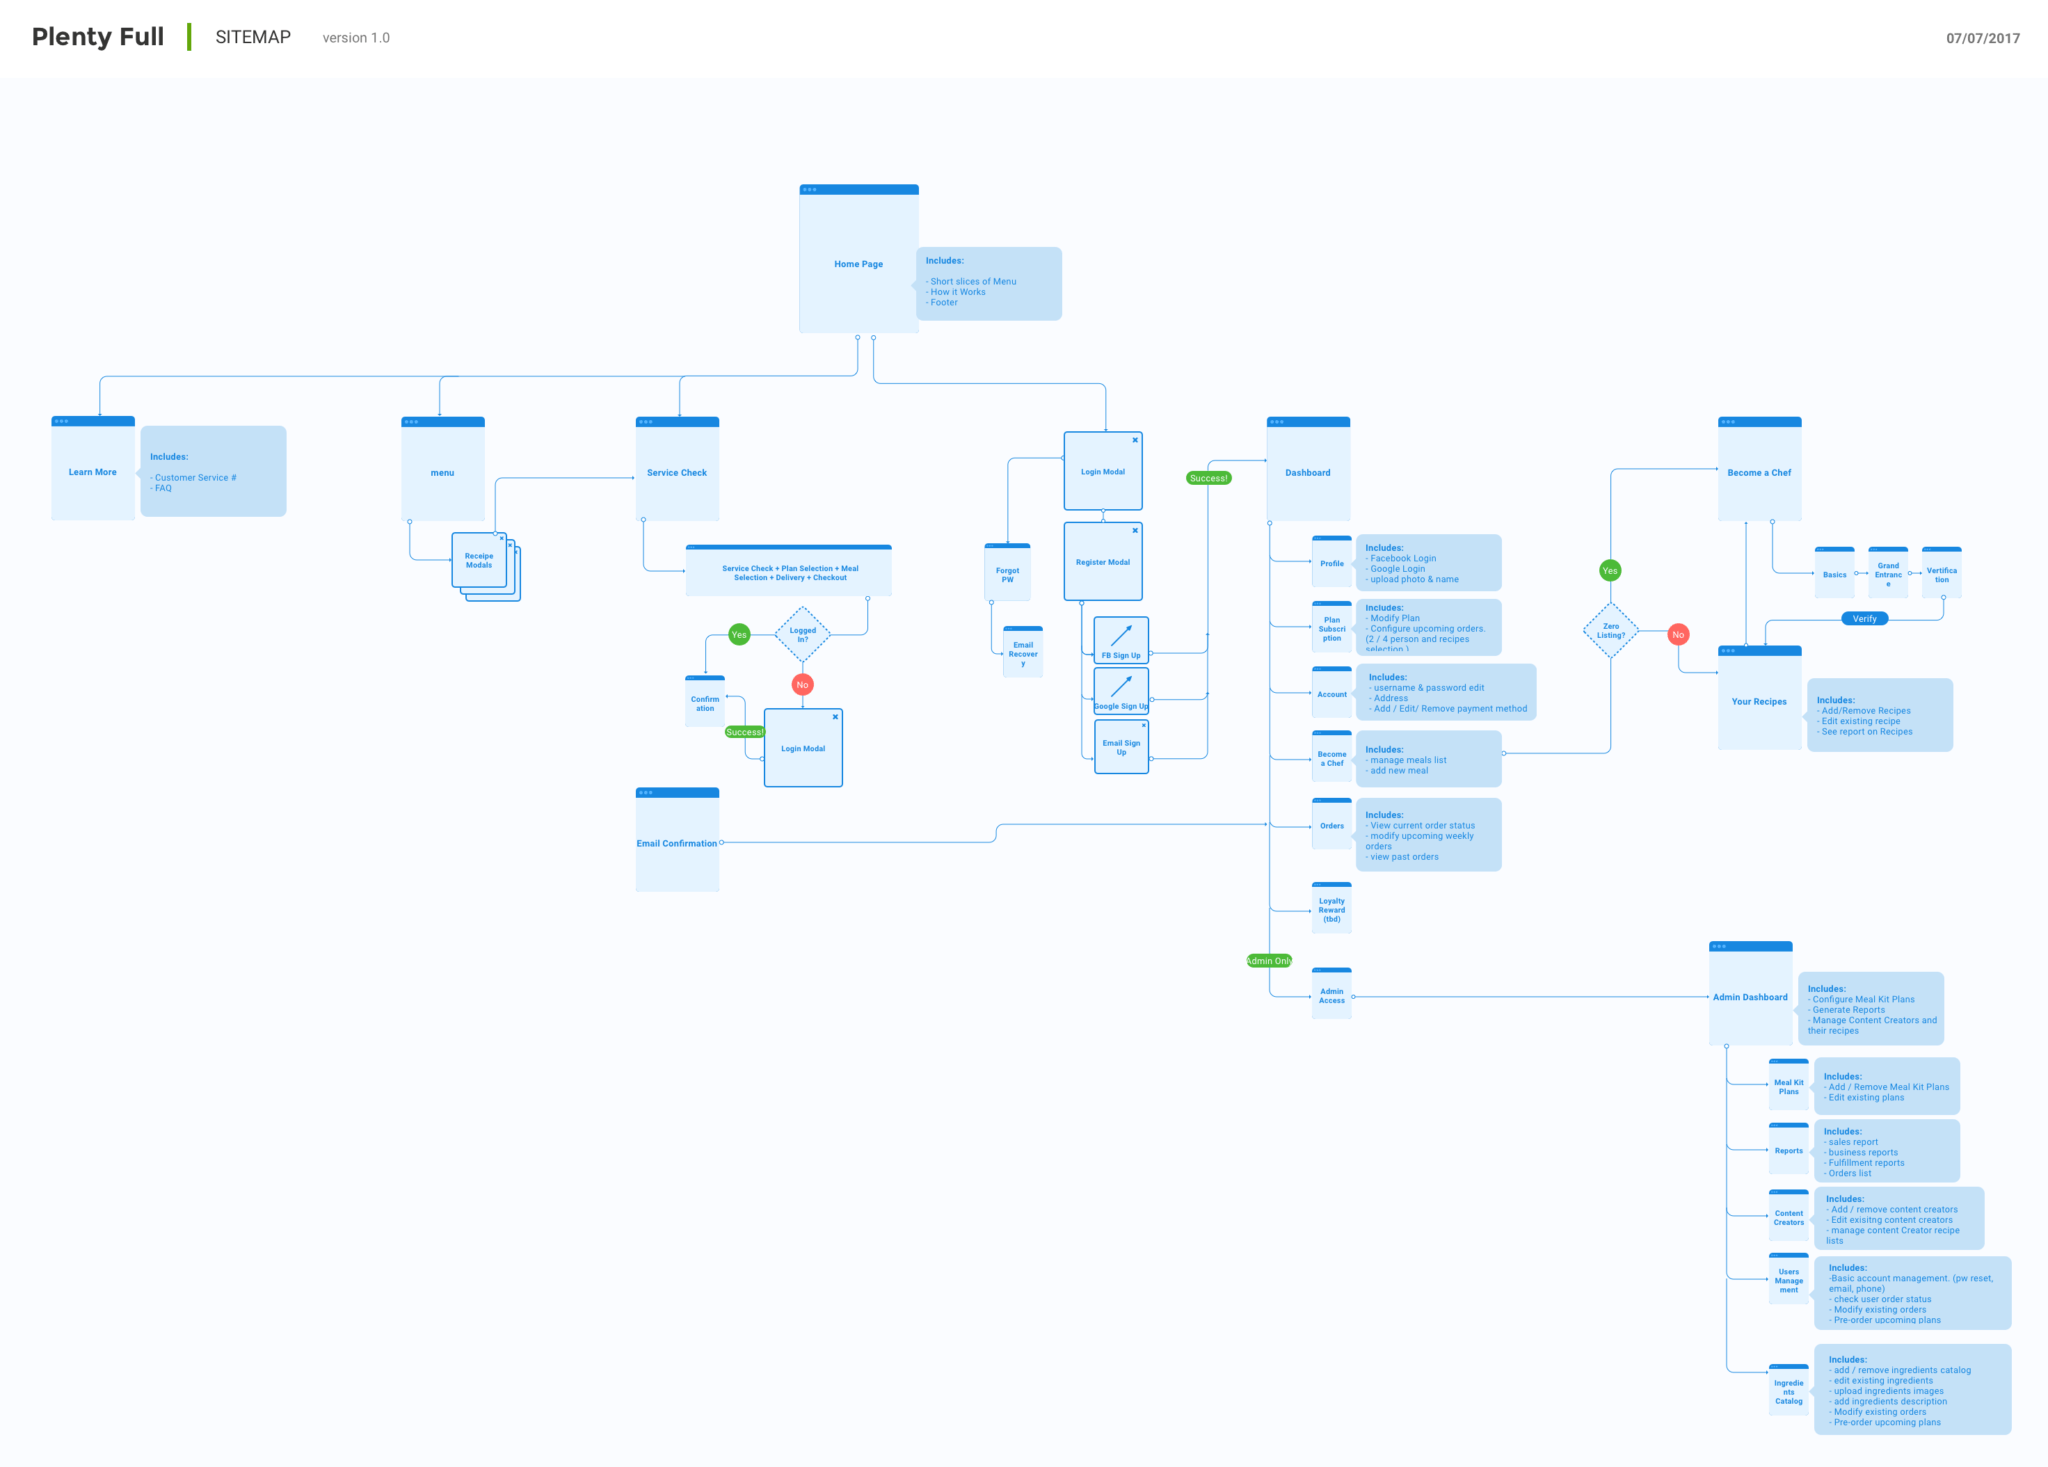 Plenty Full
SITEMAP
version 1.0
07/07/2017
Home Page
Includes:
- Short slices of Menu
- How it Works
- Footer
Learn More
Includes:
- Customer Service #
- FAQ
menu
Receipe
Modals
Service Check
Service Check + Plan Selection + Meal
Selection + Delivery + Checkout
Logged
In?
Yes
No
Confirm
ation
Success!
Login Modal
Email Confirmation
Login Modal
Register Modal
Forgot
PW
Email
Recover
y
FB Sign Up
Google Sign Up
Email Sign
Up
Success!
Dashboard
Profile
Includes:
- Facebook Login
- Google Login
- upload photo & name
Plan
Subscri
ption
Includes:
- Modify Plan
- Configure upcoming orders.
(2 / 4 person and recipes
selection )
Account
Includes:
- username & password edit
- Address
- Add / Edit/ Remove payment method
Become
a Chef
Includes:
- manage meals list
- add new meal
Orders
Includes:
- View current order status
- modify upcoming weekly
orders
- view past orders
Loyalty
Reward
(tbd)
Admin Only
Admin
Access
Zero
Listing?
Yes
No
Become a Chef
Basics
Grand
Entranc
e
Vertifica
tion
Verify
Your Recipes
Includes:
- Add/Remove Recipes
- Edit existing recipe
- See report on Recipes
Admin Dashboard
Includes:
- Configure Meal Kit Plans
- Generate Reports
- Manage Content Creators and
their recipes
Meal Kit
Plans
Includes:
- Add / Remove Meal Kit Plans
- Edit existing plans
Reports
Includes:
- sales report
- business reports
- Fulfillment reports
- Orders list
Content
Creators
Includes:
- Add / remove content creators
- Edit exisitng content creators
- manage content Creator recipe
lists
Users
Manage
ment
Includes:
-Basic account management. (pw reset,
email, phone)
- check user order status
- Modify existing orders
- Pre-order upcoming plans
Ingredie
nts
Catalog
Includes:
- add / remove ingredients catalog
- edit existing ingredients
- upload ingredients images
- add ingredients description
- Modify existing orders
- Pre-order upcoming plans